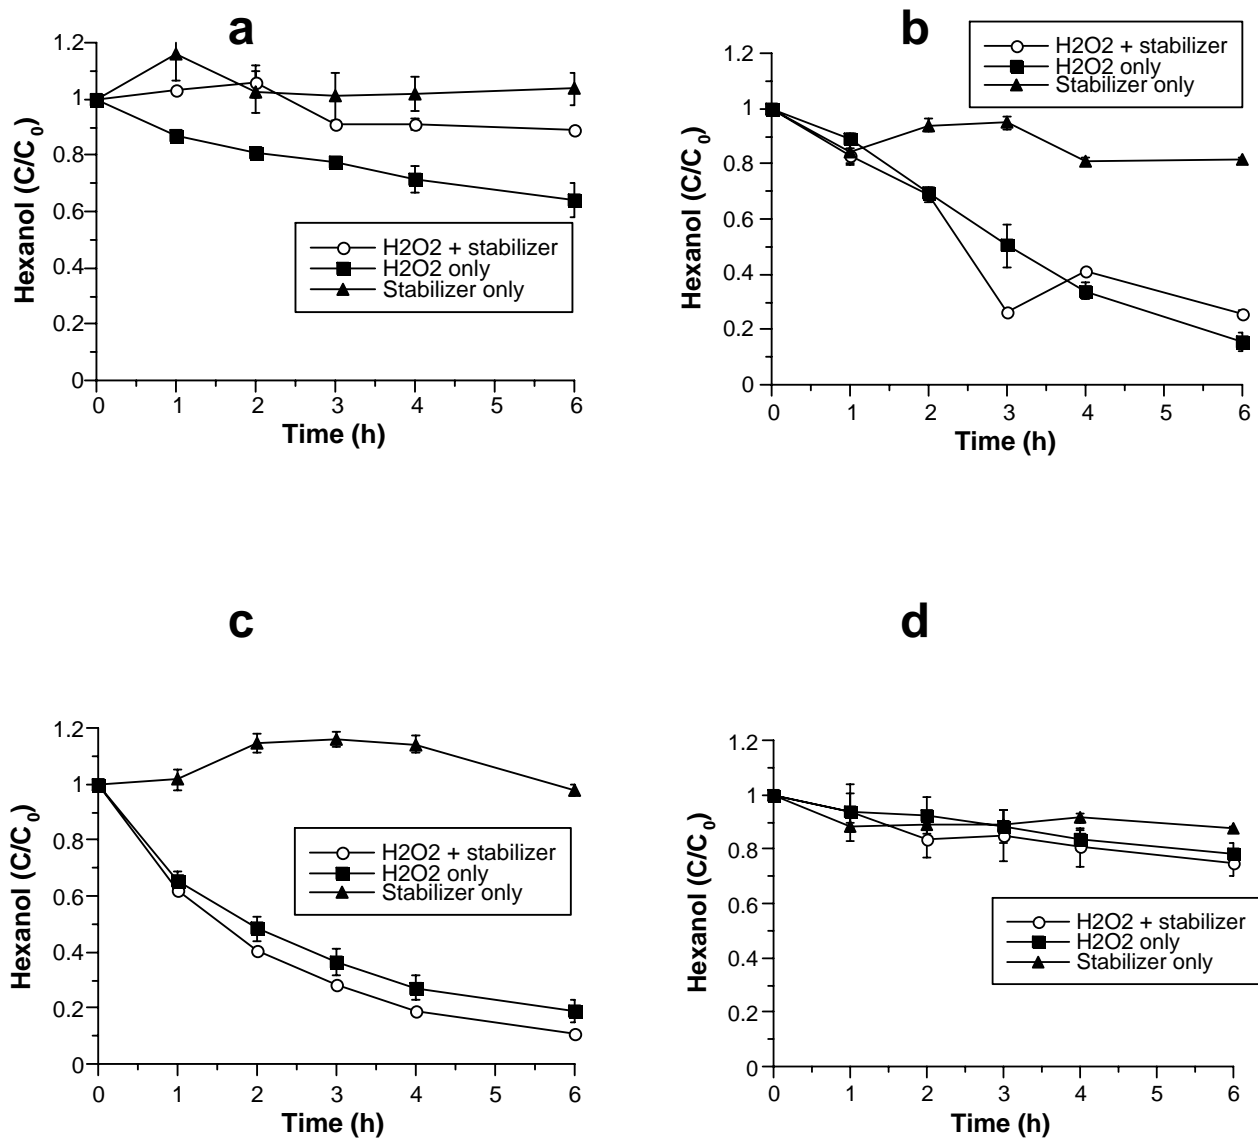 a
1.2
1
0.8
0.6
0.4
0.2
0
Hexanol (C/C0)
H2O2 + stabilizer
H2O2 only
Stabilizer only
0 1 2 3 4 5 6
Time (h)
b
1.2
1
0.8
0.6
0.4
0.2
0
Hexanol (C/C0)
H2O2 + stabilizer
H2O2 only
Stabilizer only
0 1 2 3 4 5 6
Time (h)
c
1.2
1
0.8
0.6
0.4
0.2
0
Hexanol (C/C0)
H2O2 + stabilizer
H2O2 only
Stabilizer only
0 1 2 3 4 5 6
Time (h)
d
1.2
1
0.8
0.6
0.4
0.2
0
Hexanol (C/C0)
H2O2 + stabilizer
H2O2 only
Stabilizer only
0 1 2 3 4 5 6
Time (h)